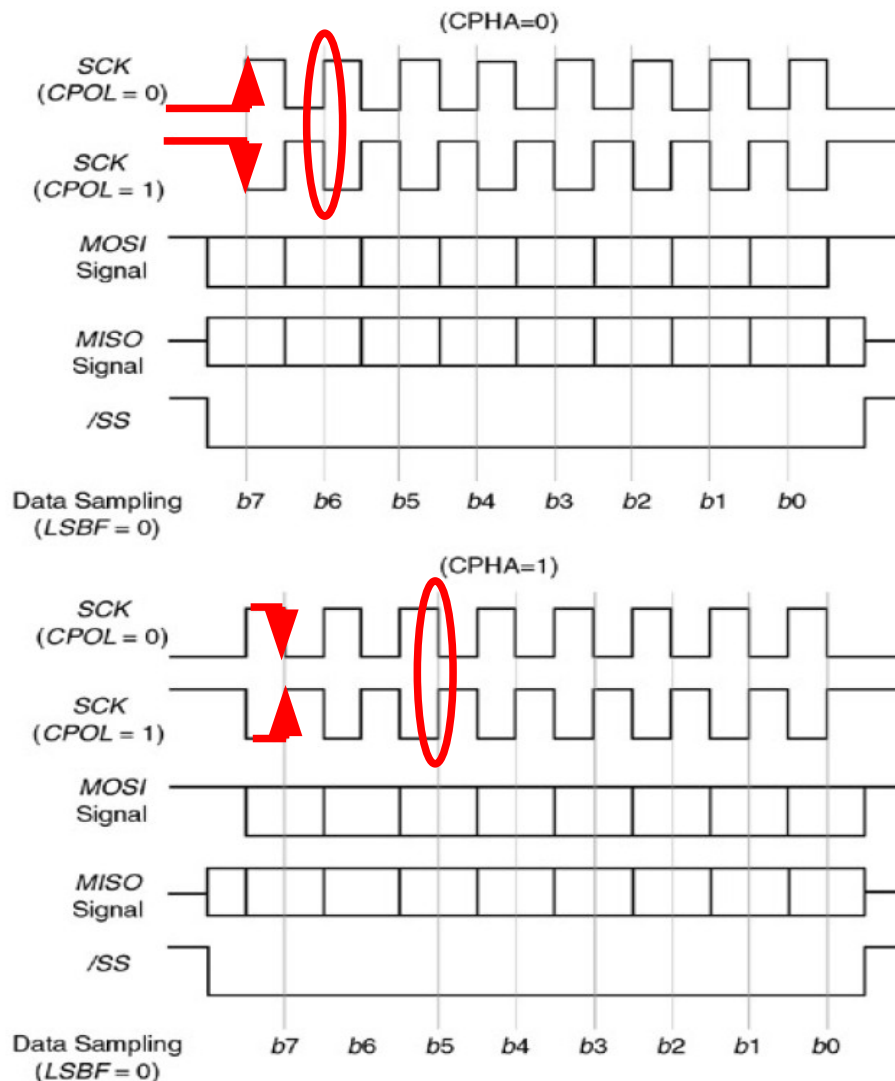 (CPHA=0)
SCK
(CPOL = 0)
SCK
(CPOL = 1)
MOSI
Signal
MISO
Signal
/SS
Data Sampling b7 b6 b5 b4 b3 b2 b1 b0
(LSBF = 0)
(CPHA=1)
SCK
(CPOL = 0)
SCK
(CPOL = 1)
MOSI
Signal
MISO
Signal
/SS
Data Sampling b7 b6 b5 b4 b3 b2 b1 b0
(LSBF = 0)